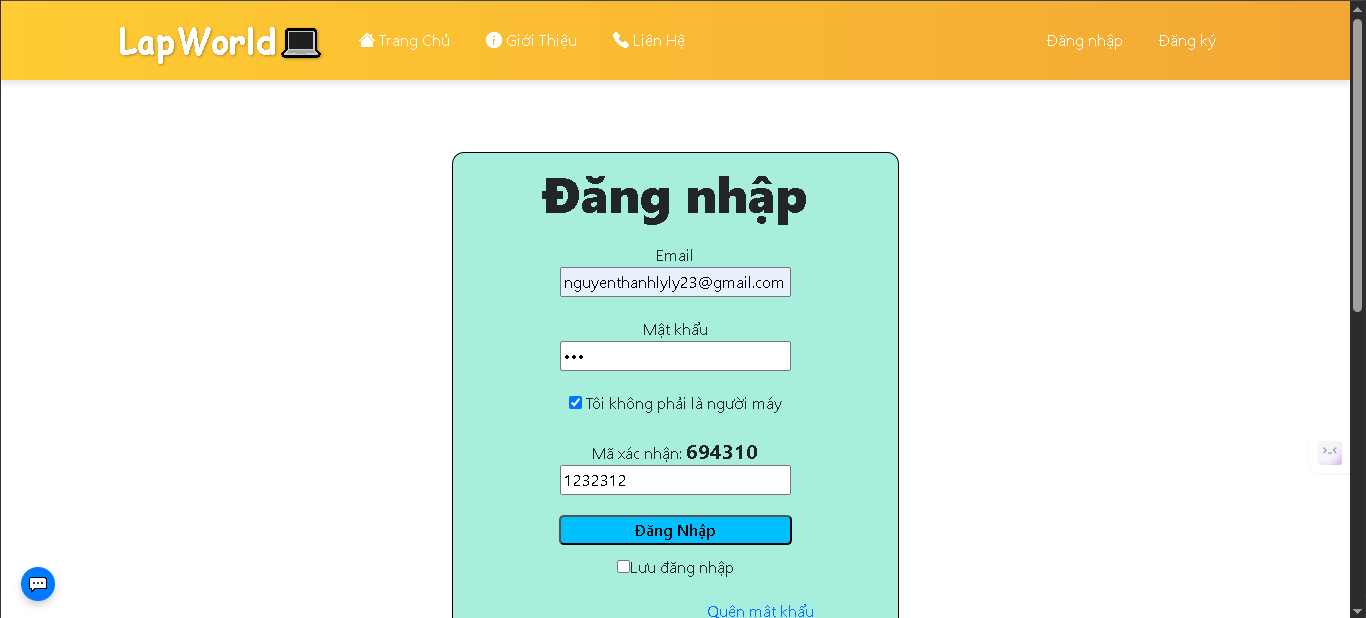 LapWorld
Trang Chủ
Giới Thiệu
Liên Hệ
Đăng nhập
Đăng ký
Đăng nhập
Email
nguyenthanhlyly23@gmail.com
Mật khẩu
•••
Tôi không phải là người máy
Mã xác nhận: 694310
1232312
Đăng Nhập
Lưu đăng nhập
Quên mật khẩu